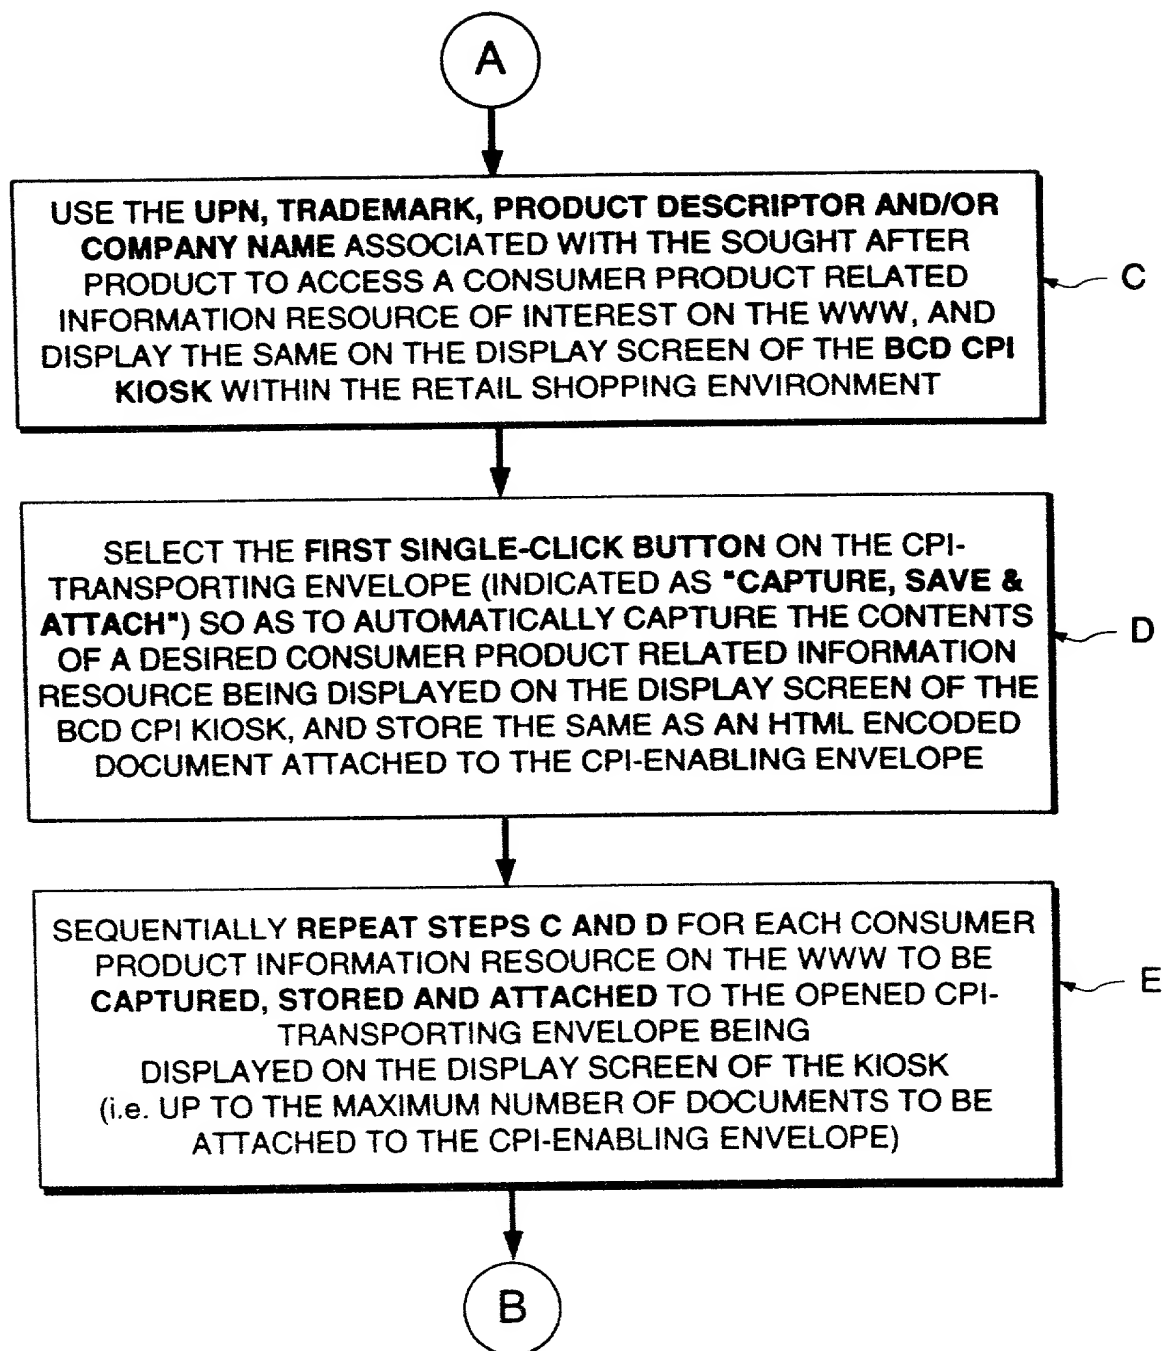 A
USE THE UPN, TRADEMARK, PRODUCT DESCRIPTOR AND/OR
COMPANY NAME ASSOCIATED WITH THE SOUGHT AFTER
PRODUCT TO ACCESS A CONSUMER PRODUCT RELATED
INFORMATION RESOURCE OF INTEREST ON THE WWW, AND
DISPLAY THE SAME ON THE DISPLAY SCREEN OF THE BCD CPI
KIOSK WITHIN THE RETAIL SHOPPING ENVIRONMENT
C
SELECT THE FIRST SINGLE-CLICK BUTTON ON THE CPI-
TRANSPORTING ENVELOPE (INDICATED AS "CAPTURE, SAVE &
ATTACH") SO AS TO AUTOMATICALLY CAPTURE THE CONTENTS
OF A DESIRED CONSUMER PRODUCT RELATED INFORMATION
RESOURCE BEING DISPLAYED ON THE DISPLAY SCREEN OF THE
BCD CPI KIOSK, AND STORE THE SAME AS AN HTML ENCODED
DOCUMENT ATTACHED TO THE CPI-ENABLING ENVELOPE
D
SEQUENTIALLY REPEAT STEPS C AND D FOR EACH CONSUMER
PRODUCT INFORMATION RESOURCE ON THE WWW TO BE
CAPTURED, STORED AND ATTACHED TO THE OPENED CPI-
TRANSPORTING ENVELOPE BEING
DISPLAYED ON THE DISPLAY SCREEN OF THE KIOSK
(i.e. UP TO THE MAXIMUM NUMBER OF DOCUMENTS TO BE
ATTACHED TO THE CPI-ENABLING ENVELOPE)
E
B